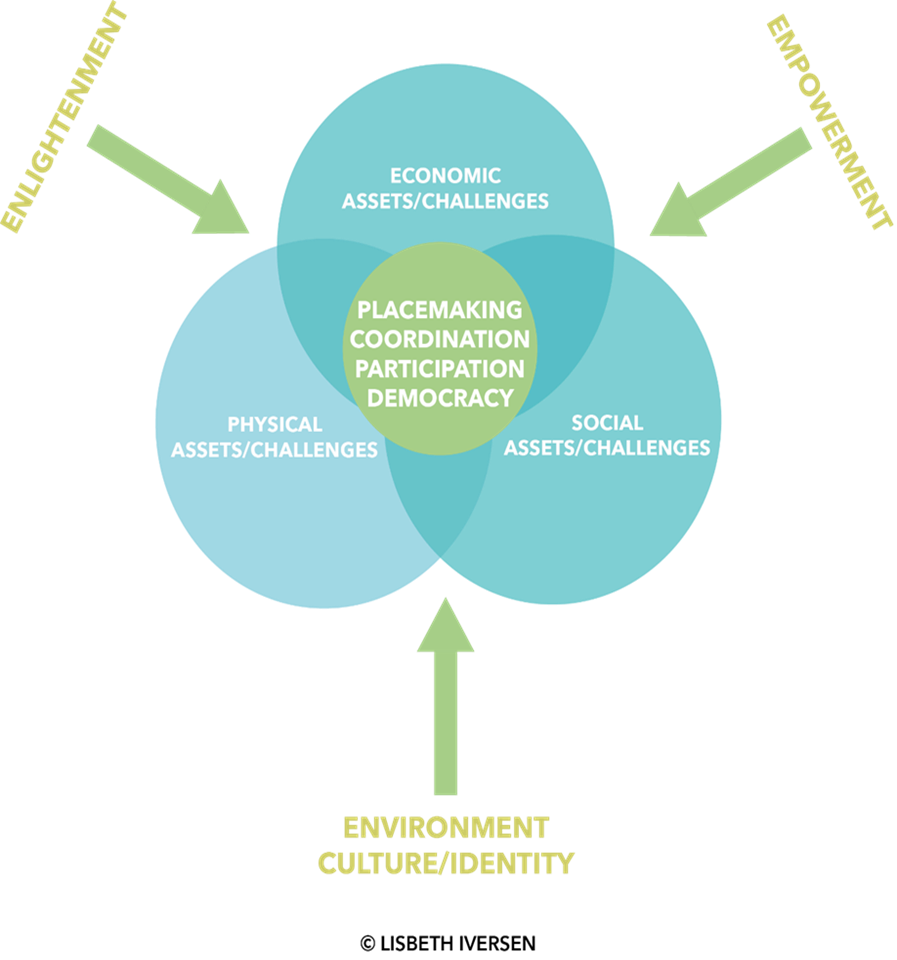 ENLIGHTENMENT
EMPOWERMENT
ECONOMIC
ASSETS/CHALLENGES
PLACEMAKING
COORDINATION
PARTICIPATION
DEMOCRACY
PHYSICAL
ASSETS/CHALLENGES
SOCIAL
ASSETS/CHALLENGES
ENVIRONMENT
CULTURE/IDENTITY
© LISBETH IVERSEN